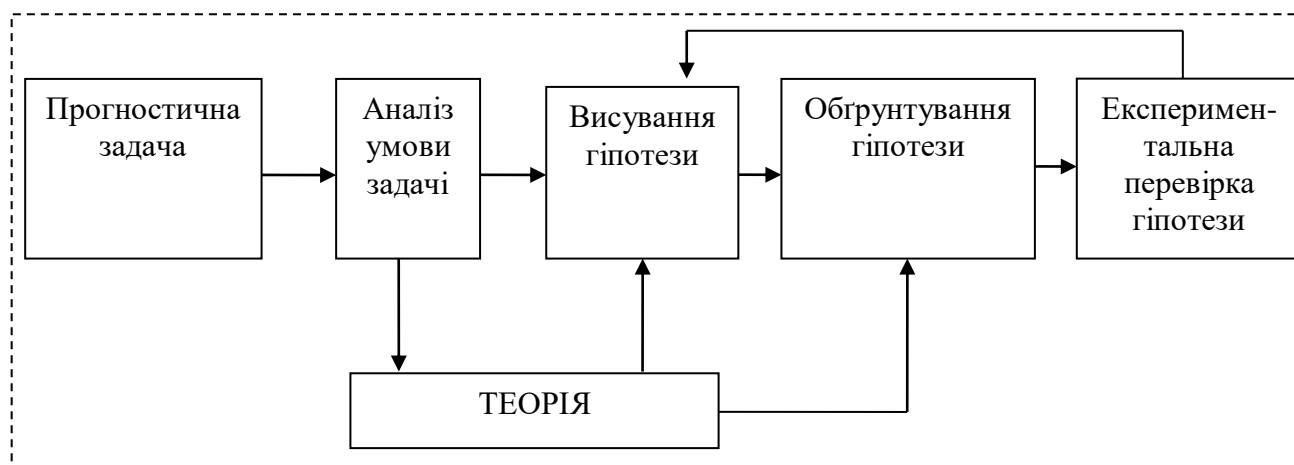 Прогностична
задача
Аналіз
умови
задачі
Висування
гіпотези
Обґрунтування
гіпотези
Експеримен-
тальна
перевірка
гіпотези
ТЕОРІЯ